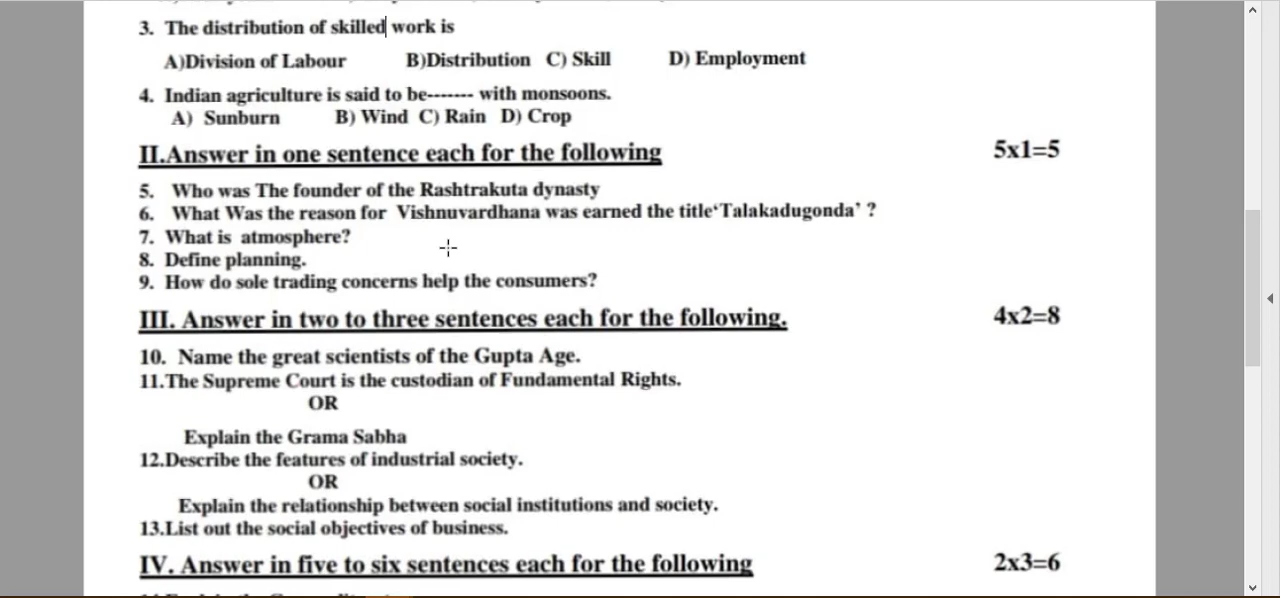 3. The distribution of skilled work is
A)Division of Labour B)Distribution C) Skill D) Employment
4. Indian agriculture is said to be------- with monsoons.
A) Sunburn B) Wind C) Rain D) Crop
II.Answer in one sentence each for the following 5x1=5
5. Who was The founder of the Rashtrakuta dynasty
6. What Was the reason for Vishnuvardhana was earned the title‘Talakadugonda’ ?
7. What is atmosphere?
8. Define planning.
9. How do sole trading concerns help the consumers?
III. Answer in two to three sentences each for the following. 4x2=8
10. Name the great scientists of the Gupta Age.
11.The Supreme Court is the custodian of Fundamental Rights.
OR
Explain the Grama Sabha
12.Describe the features of industrial society.
OR
Explain the relationship between social institutions and society.
13.List out the social objectives of business.
IV. Answer in five to six sentences each for the following 2x3=6